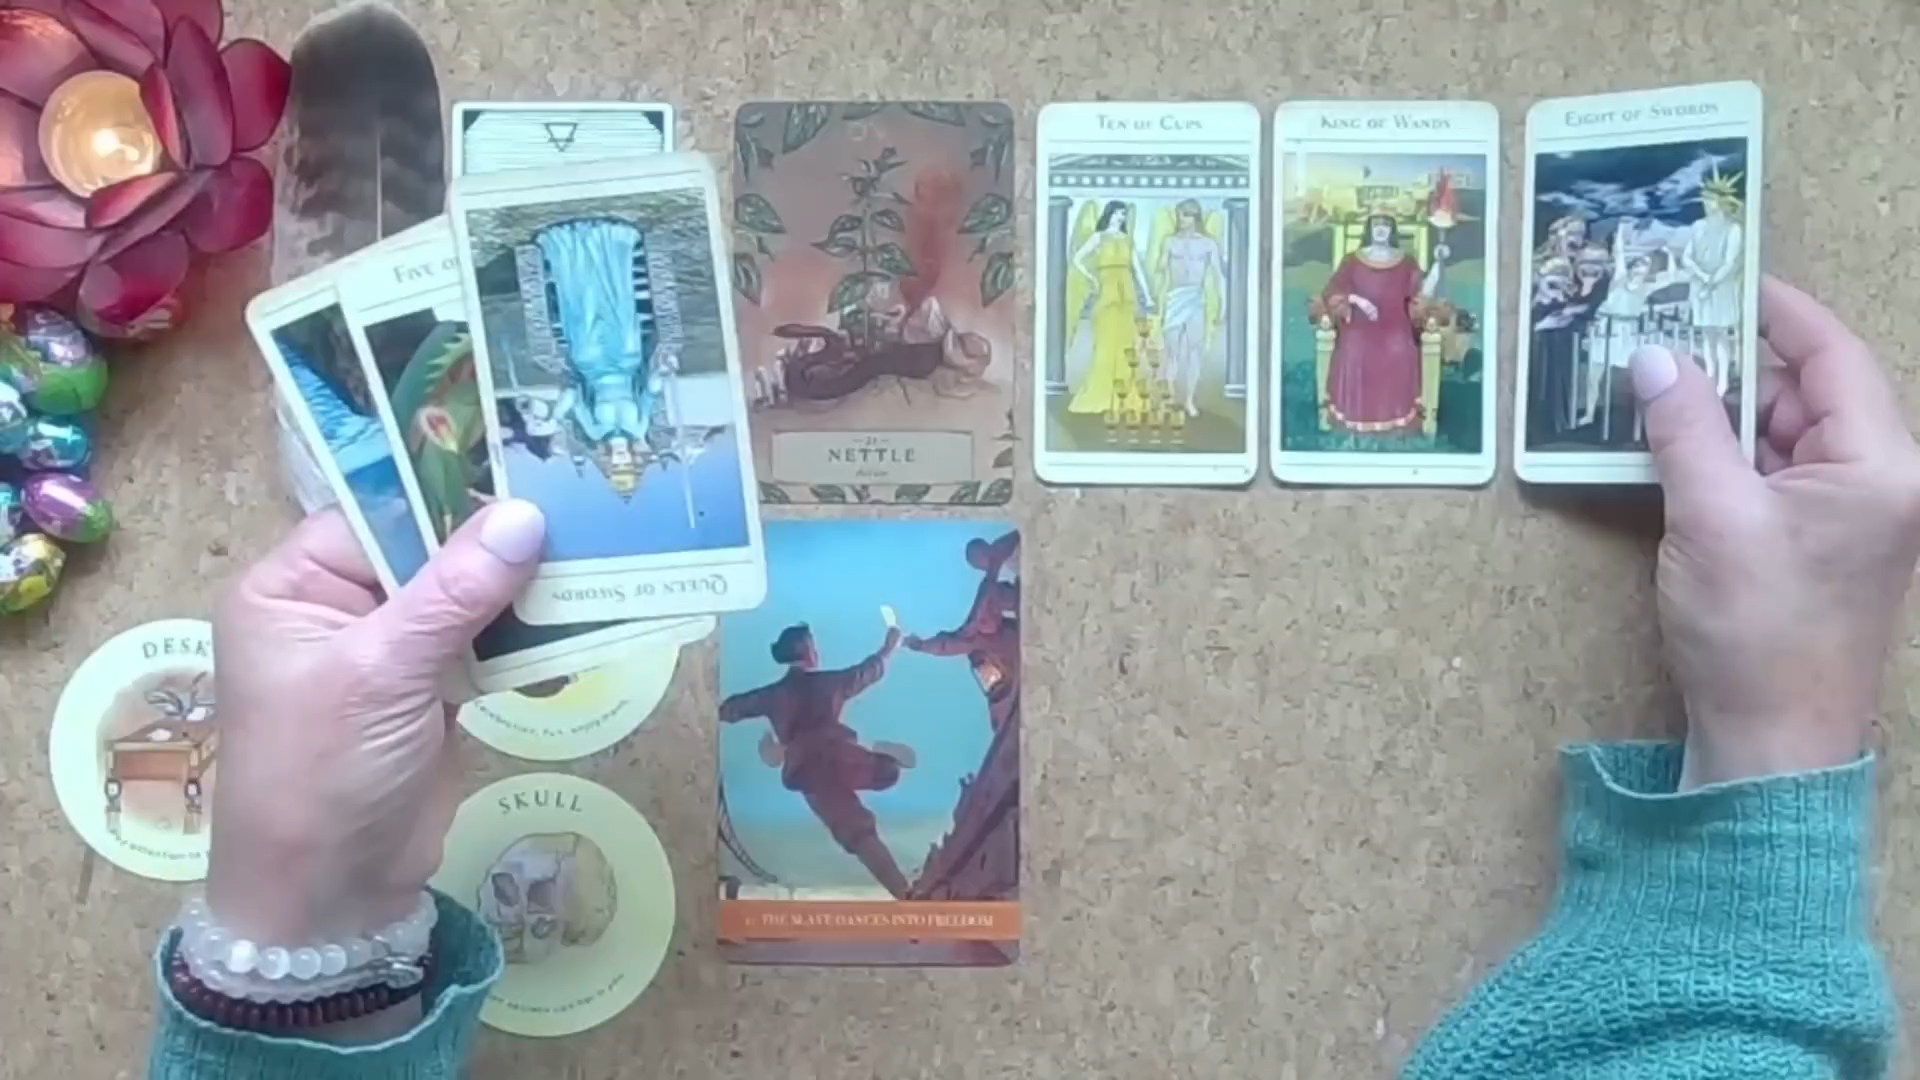 TEN OF CUPS
KING OF WANDS
EIGHT OF SWORDS
FIVE OF
QUEEN OF SWORDS
NETTLE
DESK
SKULL
THE SLAVE DANCES INTO FREEDOM